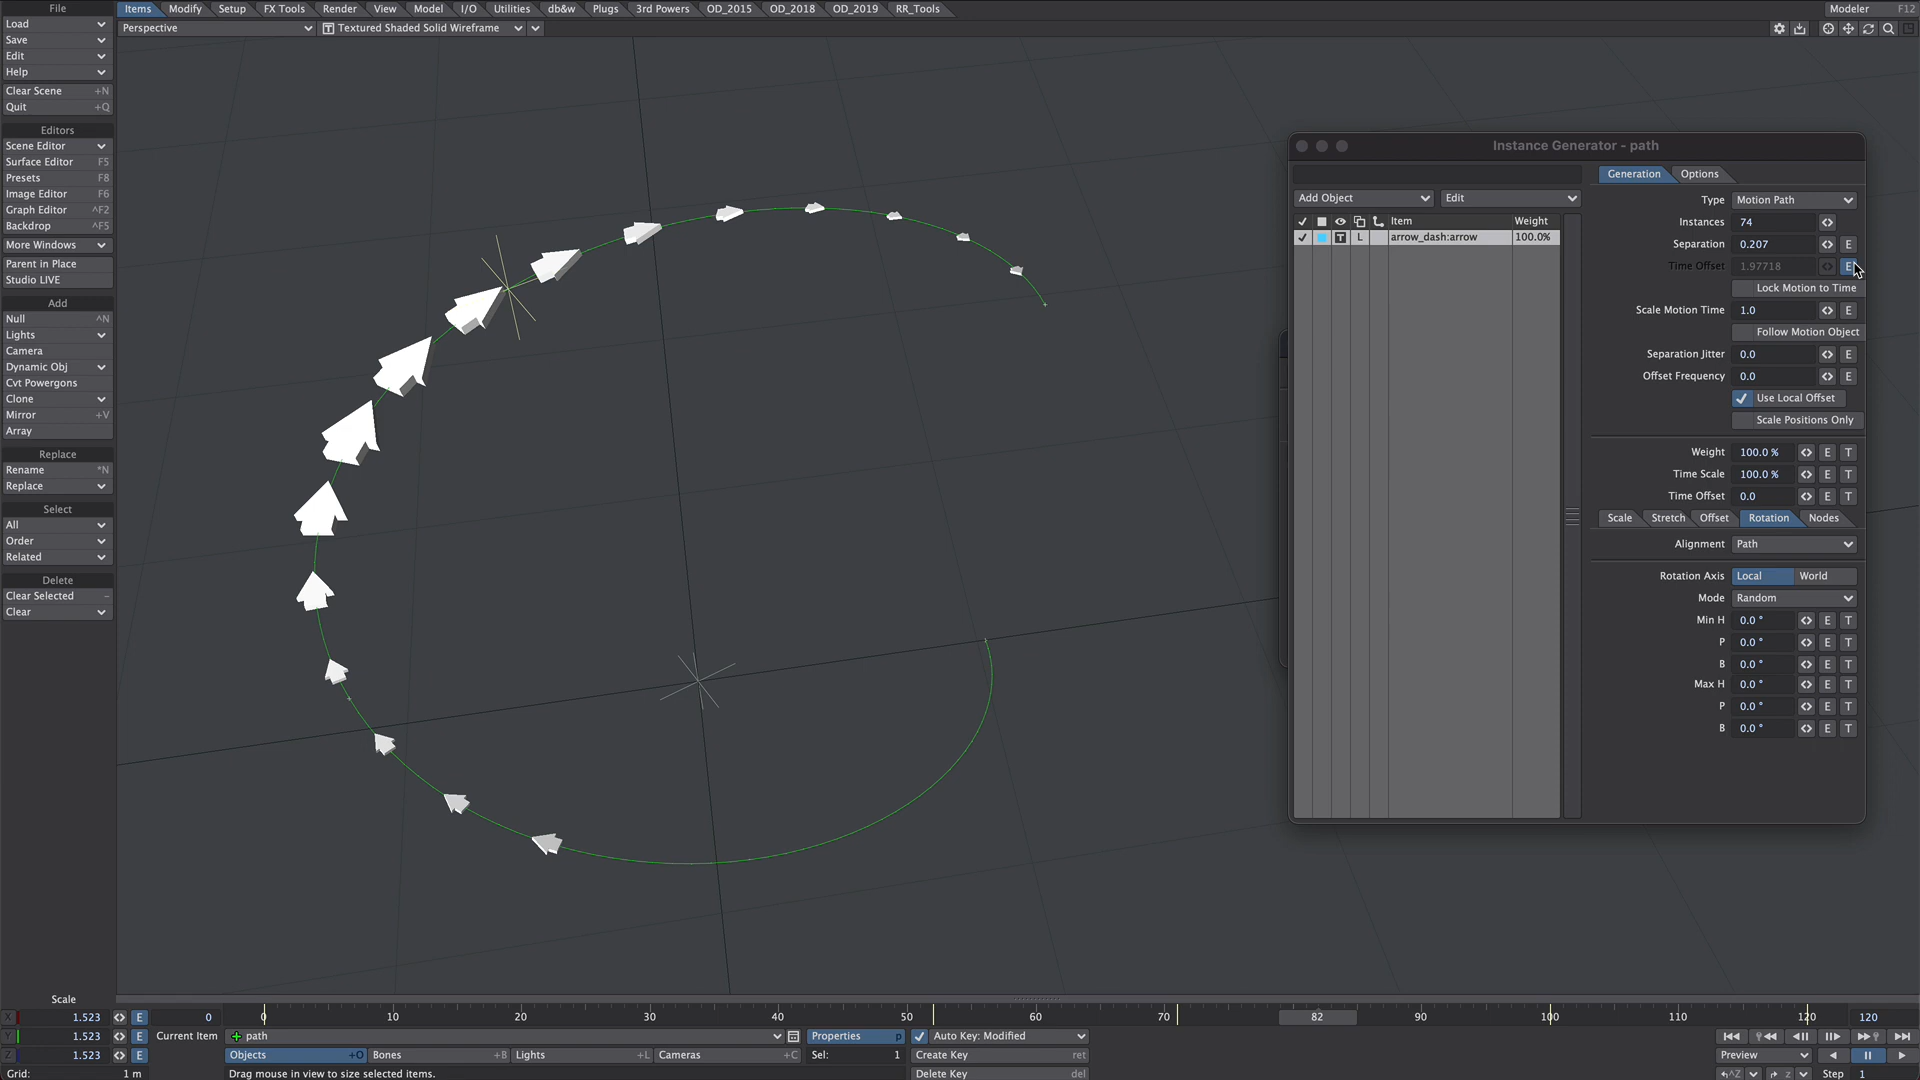 File Items Modify Setup FX Tools Render View Model I/O Utilities db&w Plugs 3rd Powers OD_2015 OD_2018 OD_2019 RR_Tools Modeler F12
Load Perspective Textured Shaded Solid Wireframe
Save
Edit
Help
Clear Scene +N
Quit +Q
Editors
Scene Editor
Surface Editor F5
Presets F8
Image Editor F6
Graph Editor ^F2
Backdrop ^F5
More Windows
Parent in Place
Studio LIVE
Add
Null ^N
Lights
Camera
Dynamic Obj
Cvt Powergons
Clone
Mirror +V
Array
Replace
Rename *N
Replace
Select
All
Order
Related
Delete
Clear Selected –
Clear
Instance Generator - path
Generation Options
Add Object Edit
Item Weight
T L arrow_dash:arrow 100.0%
Type Motion Path
Instances 74
Separation 0.207 E
Time Offset 1.97718 E
Lock Motion to Time
Scale Motion Time 1.0 E
Follow Motion Object
Separation Jitter 0.0 E
Offset Frequency 0.0 E
Use Local Offset
Scale Positions Only
Weight 100.0 % E T
Time Scale 100.0 % E T
Time Offset 0.0 E T
Scale Stretch Offset Rotation Nodes
Alignment Path
Rotation Axis Local World
Mode Random
Min H 0.0 ° E T
P 0.0 ° E T
B 0.0 ° E T
Max H 0.0 ° E T
P 0.0 ° E T
B 0.0 ° E T
Scale
X 1.523 E 0 0 10 20 30 40 50 60 70 82 100 110 120 120
Y 1.523 E Current Item path Properties p Auto Key: Modified
Z 1.523 E Objects +O Bones +B Lights +L Cameras +C Sel: 1 Create Key ret Preview
Grid: 1 m Drag mouse in view to size selected items. Delete Key del ^Z z Step 1